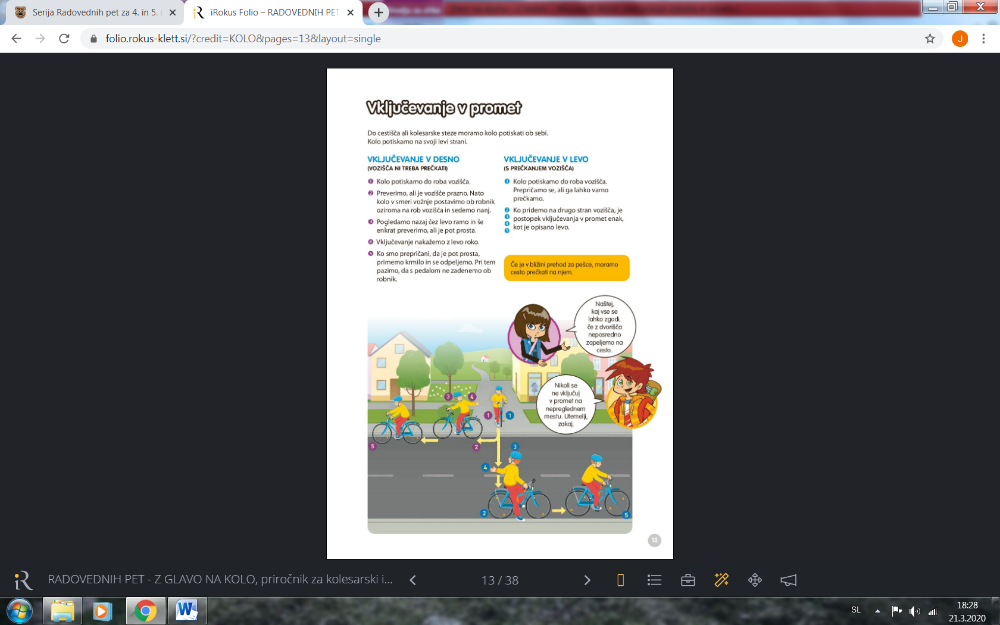 Serija Radovednih pet za 4. in 5. r
iRokus Folio – RADOVEDNIH PET
folio.rokus-klett.si/?credit=KOLO&pages=13&layout=single
J
Vključevanje v promet
Do cestišča ali kolesarske steze moramo kolo potiskati ob sebi.
Kolo potiskamo na svoji levi strani.
VKLJUČEVANJE V DESNO
(VOZIŠČA NI TREBA PREČKATI)
1 Kolo potiskamo do roba vozišča.
2 Preverimo, ali je vozišče prazno. Nato
kolo v smeri vožnje postavimo ob robnik
oziroma na rob vozišča in sedemo nanj.
3 Pogledamo nazaj čez levo ramo in še
enkrat preverimo, ali je pot prosta.
4 Vključevanje nakažemo z levo roko.
5 Ko smo prepričani, da je pot prosta,
primemo krmilo in se odpeljemo. Pri tem
pazimo, da s pedalom ne zadenemo ob
robnik.
VKLJUČEVANJE V LEVO
(S PREČKANJEM VOZIŠČA)
1 Kolo potiskamo do roba vozišča.
Prepričamo se, ali ga lahko varno
prečkamo.
2 Ko pridemo na drugo stran vozišča, je
3 postopek vključevanja v promet enak,
4 kot je opisano levo.
5
Če je v bližini prehod za pešce, moramo
cesto prečkati na njem.
Naštej,
kaj vse se
lahko zgodi,
če z dvorišča
neposredno
zapeljemo na
cesto.
Nikoli se
ne vključuj
v promet na
nepreglednem
mestu. Utemelji,
zakaj.
3 4
1 1
5 2 3
4
2 5
13
iR
RADOVEDNIH PET - Z GLAVO NA KOLO, priročnik za kolesarski i...
13 / 38
SL
18:28
21.3.2020